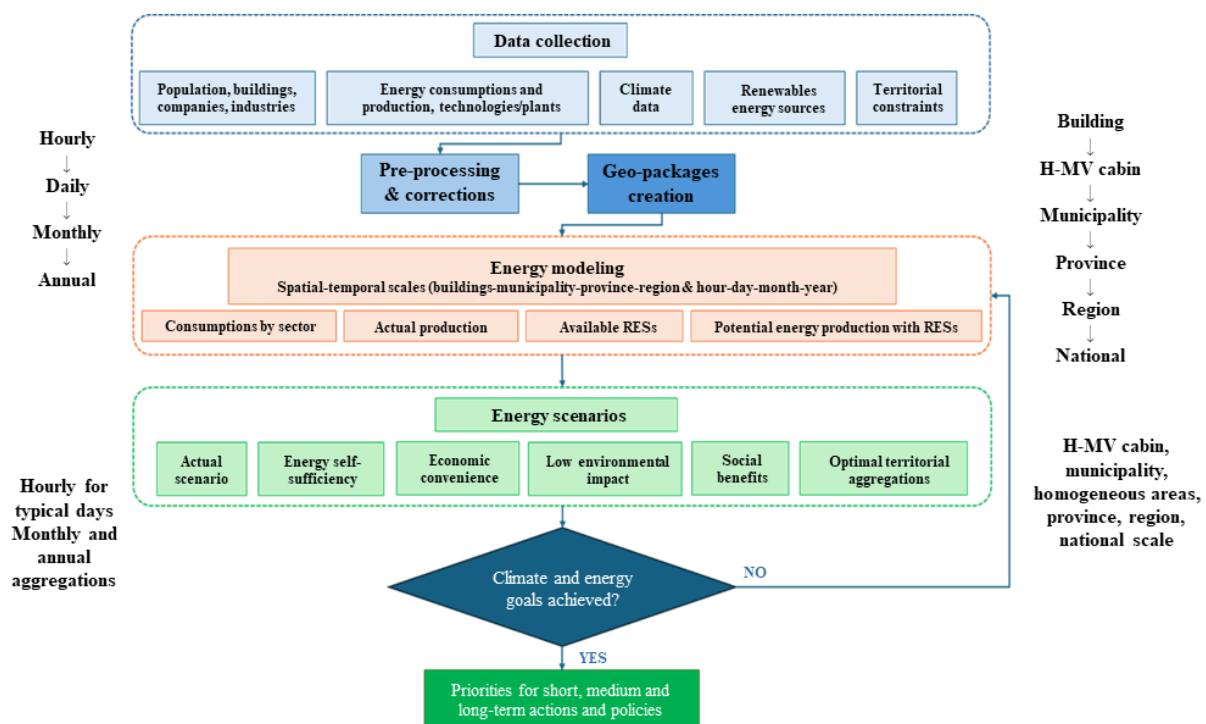 Data collection
Population, buildings,
companies, industries
Energy consumptions and
production, technologies/plants
Climate
data
Renewables
energy sources
Territorial
constraints
Hourly
Daily
Monthly
Annual
Pre-processing
& corrections
Geo-packages
creation
Building
H-MV cabin
Municipality
Province
Region
National
Energy modeling
Spatial-temporal scales (buildings-municipality-province-region & hour-day-month-year)
Consumptions by sector
Actual production
Available RESs
Potential energy production with RESs
Energy scenarios
Actual
scenario
Energy self-
sufficiency
Economic
convenience
Low environmental
impact
Social
benefits
Optimal territorial
aggregations
Hourly for
typical days
Monthly and
annual
aggregations
H-MV cabin,
municipality,
homogeneous areas,
province, region,
national scale
Climate and energy
goals achieved?
NO
YES
Priorities for short, medium and
long-term actions and policies